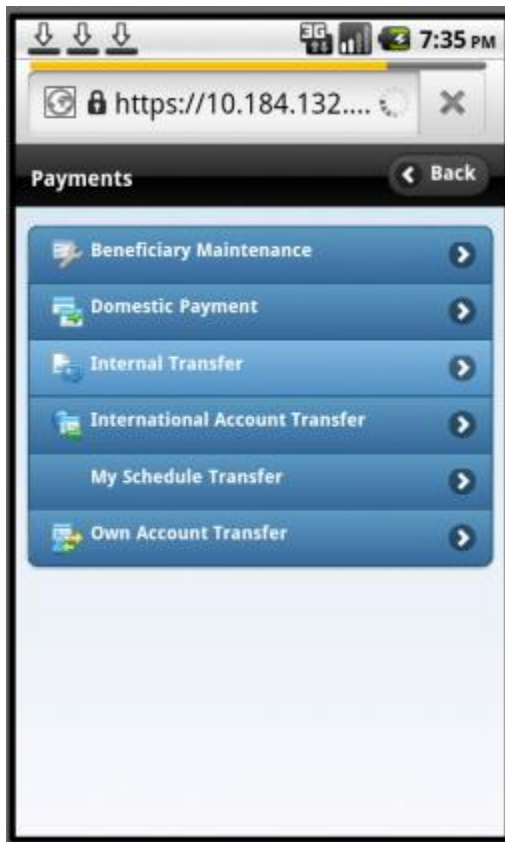 3G 7:35 PM
https://10.184.132....
Payments Back
Beneficiary Maintenance
Domestic Payment
Internal Transfer
International Account Transfer
My Schedule Transfer
Own Account Transfer